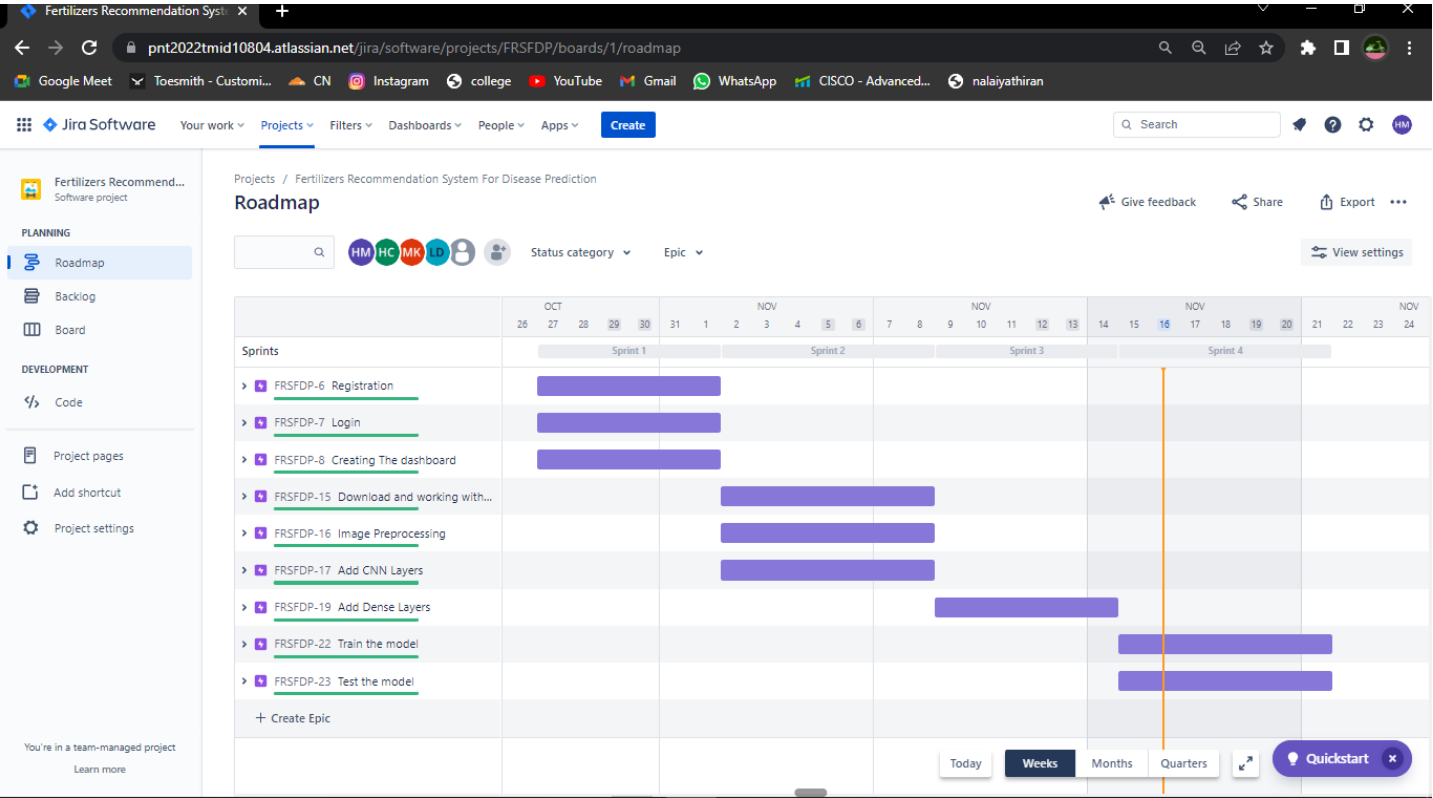 Fertilizers Recommendation Syst
pnt2022tmid10804.atlassian.net/jira/software/projects/FRSFDP/boards/1/roadmap
Google Meet Toesmith - Customi... CN Instagram college YouTube Gmail WhatsApp CISCO - Advanced... nalaiyathiran
Jira Software Your work Projects Filters Dashboards People Apps Create Search HM
Fertilizers Recommend...
Software project
PLANNING
Roadmap
Backlog
Board
DEVELOPMENT
Code
Project pages
Add shortcut
Project settings
You're in a team-managed project
Learn more
Projects / Fertilizers Recommendation System For Disease Prediction
Roadmap
Give feedback Share Export
HM HC MK LD Status category Epic View settings
OCT NOV NOV NOV NOV
26 27 28 29 30 31 1 2 3 4 5 6 7 8 9 10 11 12 13 14 15 16 17 18 19 20 21 22 23 24
Sprints Sprint 1 Sprint 2 Sprint 3 Sprint 4
FRSFDP-6 Registration
FRSFDP-7 Login
FRSFDP-8 Creating The dashboard
FRSFDP-15 Download and working with...
FRSFDP-16 Image Preprocessing
FRSFDP-17 Add CNN Layers
FRSFDP-19 Add Dense Layers
FRSFDP-22 Train the model
FRSFDP-23 Test the model
+ Create Epic
Today Weeks Months Quarters Quickstart